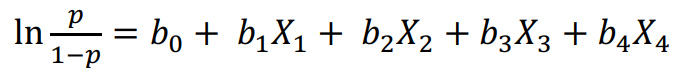 ln p/1−p = b₀ + b₁X₁ + b₂X₂ + b₃X₃ + b₄X₄